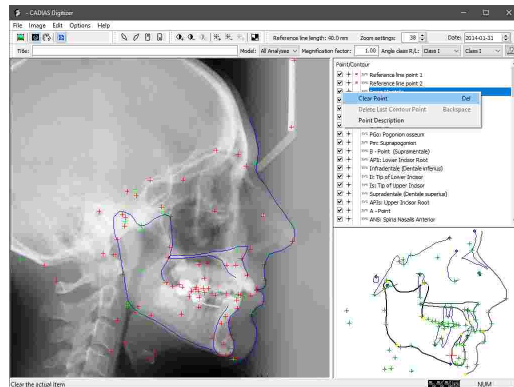 - CADIAS Digitizer
File Image Edit Options Help
Reference line length: 40.0 mm Zoom settings: 38 Date: 2014-01-31
Title: Model: All Analyses Magnification factor: 1.00 Angle class R/L: Class I Class I
Point/Contour
Reference line point 1
Reference line point 2
Clear Point Del
Delete Last Contour Point Backspace
Point Description
PGo: Pogonion osseum
Pm: Suprapogonion
B - Point (Supramentale)
API: Lower Incisor Root
Infradentale (Dentale inferius)
Ii: Tip of Lower Incisor
Is: Tip of Upper Incisor
Supradentale (Dentale superius)
APIs: Upper Incisor Root
A - Point
ANS: Spina Nasalis Anterior
Clear the actual item
NUM